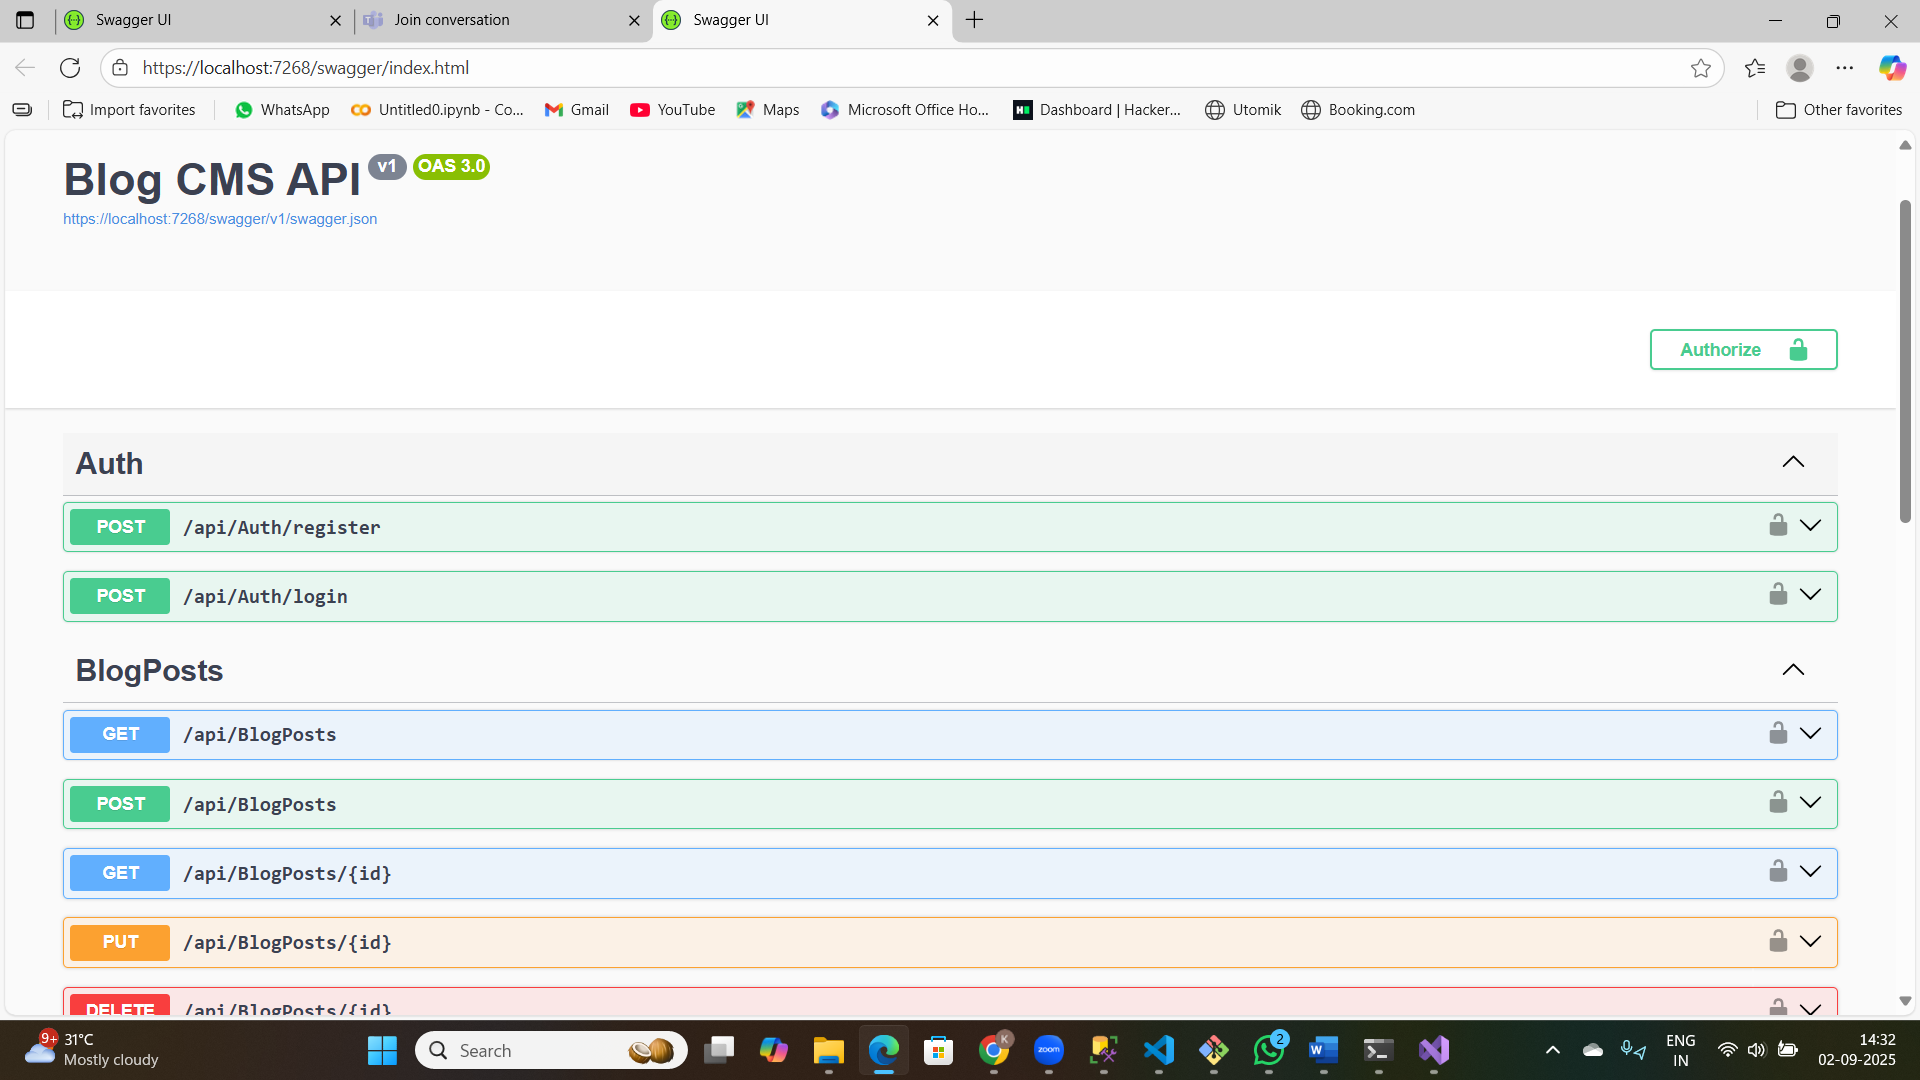 Swagger UI
Join conversation
Swagger UI
https://localhost:7268/swagger/index.html
Import favorites
WhatsApp
Untitled0.ipynb - Co...
Gmail
YouTube
Maps
Microsoft Office Ho...
Dashboard | Hacker...
Utomik
Booking.com
Other favorites
Blog CMS API v1 OAS 3.0
https://localhost:7268/swagger/v1/swagger.json
Authorize
Auth
POST /api/Auth/register
POST /api/Auth/login
BlogPosts
GET /api/BlogPosts
POST /api/BlogPosts
GET /api/BlogPosts/{id}
PUT /api/BlogPosts/{id}
DELETE /api/BlogPosts/{id}
9+
31°C
Mostly cloudy
Search
K
zoom
2
ENG
IN
14:32
02-09-2025